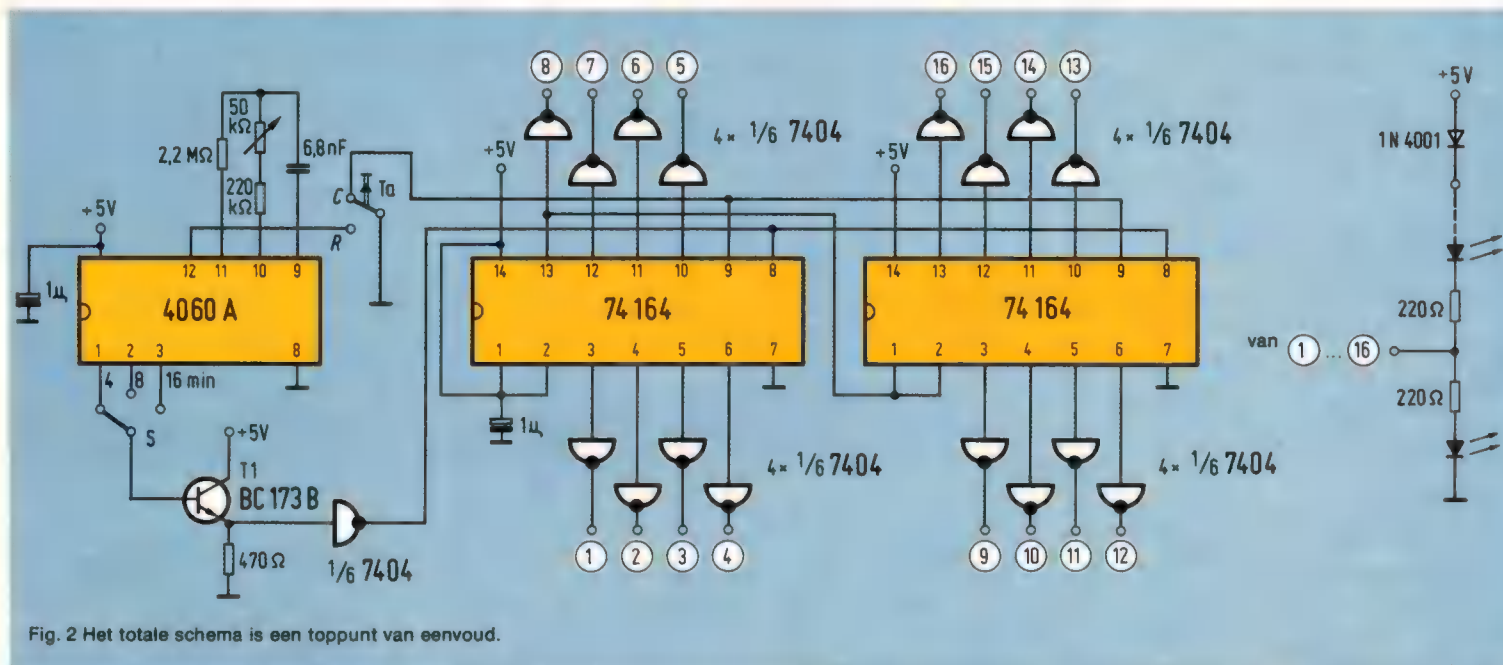 8 7 6 5
16 15 14 13
+5V
50 kΩ
2,2 MΩ
6,8nF
220 kΩ
C
Ta
R
+5V
4 × 1/6 7404
+5V
4 × 1/6 7404
1N 4001
+5V
1µ
12 11 10 9
4060 A
1 2 3 8
4 8 16 min
S
+5V
T1
BC 173 B
470 Ω
1/6 7404
14 13 12 11 10 9 8
74 164
1 2 3 4 5 6 7
1µ
4 × 1/6 7404
1 2 3 4
14 13 12 11 10 9 8
74 164
1 2 3 4 5 6 7
4 × 1/6 7404
9 10 11 12
220 Ω
van 1 ... 16
220 Ω
Fig. 2 Het totale schema is een toppunt van eenvoud.